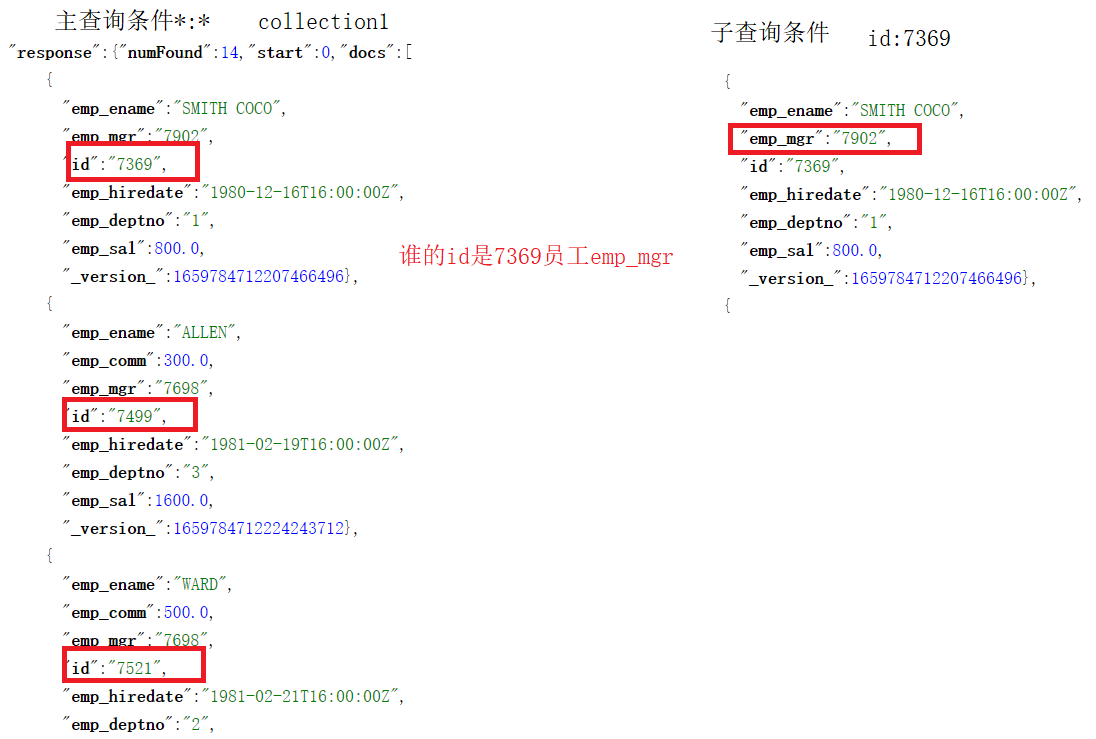 主查询条件*:* collection1
"response":{"numFound":14,"start":0,"docs":[
{
"emp_ename":"SMITH COCO",
"emp_mgr":"7902",
"id":"7369",
"emp_hiredate":"1980-12-16T16:00:00Z",
"emp_deptno":"1",
"emp_sal":800.0,
"_version_":1659784712207466496},
{
"emp_ename":"ALLEN",
"emp_comm":300.0,
"emp_mgr":"7698",
"id":"7499",
"emp_hiredate":"1981-02-19T16:00:00Z",
"emp_deptno":"3",
"emp_sal":1600.0,
"_version_":1659784712224243712},
{
"emp_ename":"WARD",
"emp_comm":500.0,
"emp_mgr":"7698",
"id":"7521",
"emp_hiredate":"1981-02-21T16:00:00Z",
"emp_deptno":"2",
谁的id是7369员工emp_mgr
子查询条件 id:7369
{
"emp_ename":"SMITH COCO",
"emp_mgr":"7902",
"id":"7369",
"emp_hiredate":"1980-12-16T16:00:00Z",
"emp_deptno":"1",
"emp_sal":800.0,
"_version_":1659784712207466496},
{